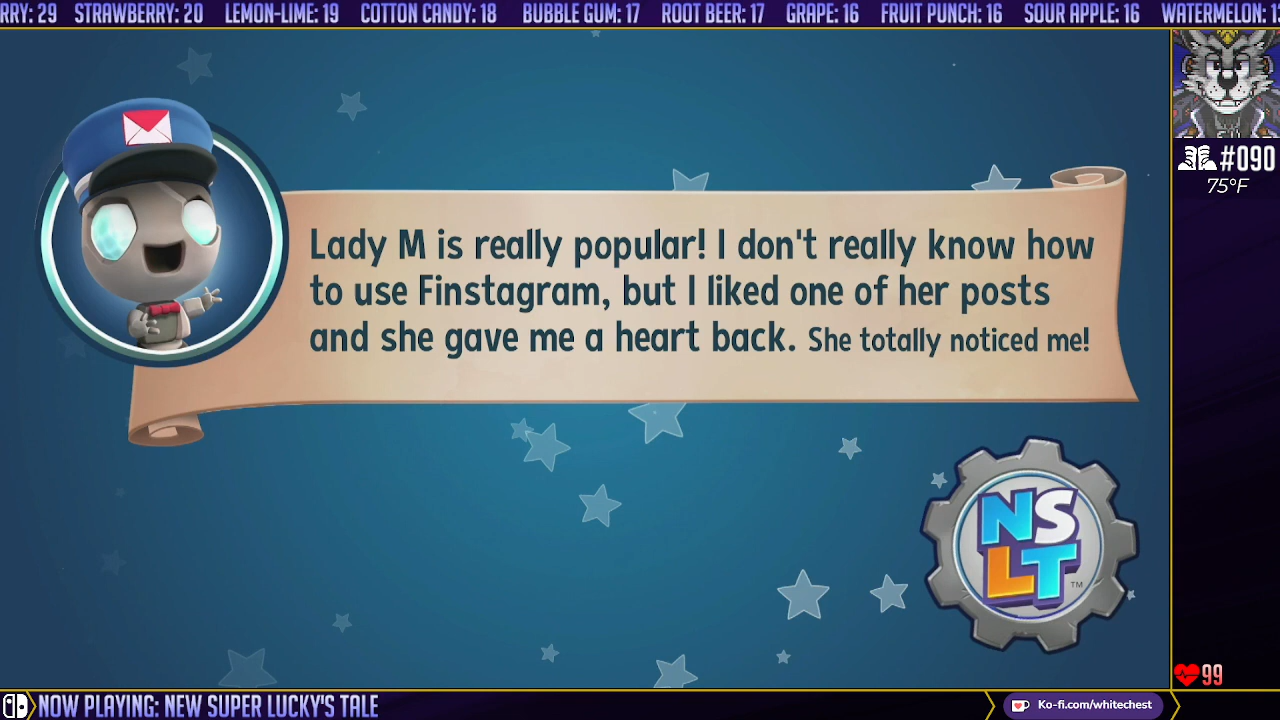 RRY: 29 STRAWBERRY: 20 LEMON-LIME: 19 COTTON CANDY: 18 BUBBLE GUM: 17 ROOT BEER: 17 GRAPE: 16 FRUIT PUNCH: 16 SOUR APPLE: 16 WATERMELON:
#090
75°F
Lady M is really popular! I don't really know how
to use Finstagram, but I liked one of her posts
and she gave me a heart back. She totally noticed me!
NS
LT™
99
NOW PLAYING: NEW SUPER LUCKY'S TALE
Ko-fi.com/whitechest